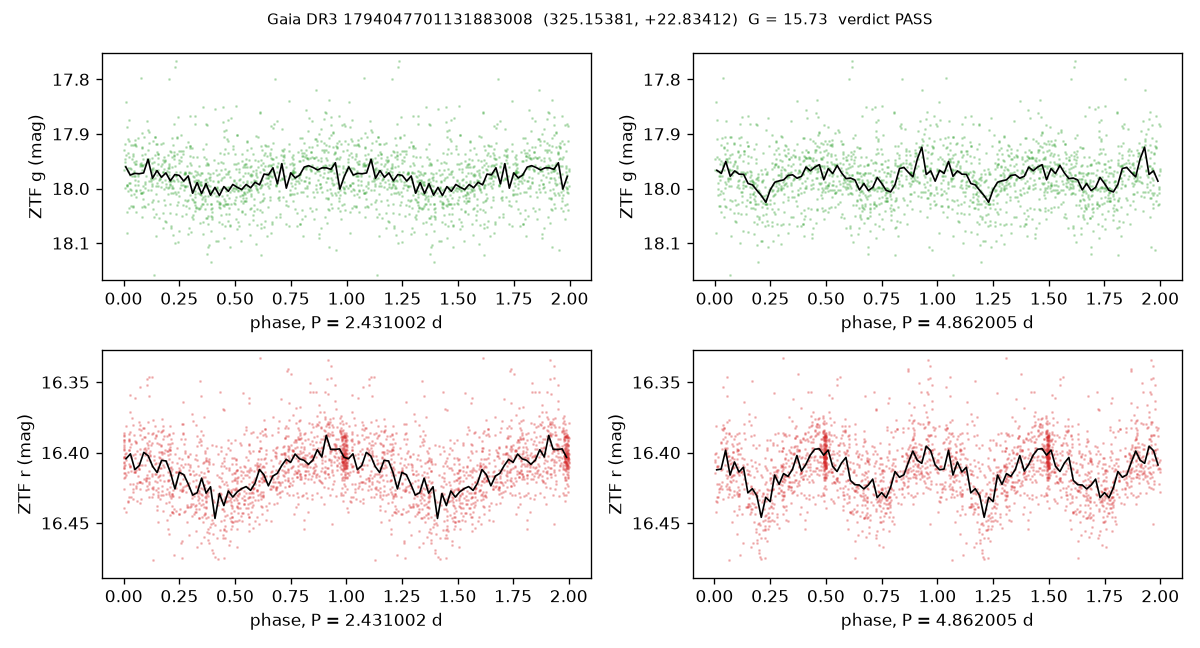 Gaia DR3 1794047701131883008 (325.15381, +22.83412) G = 15.73 verdict PASS
ZTF g (mag)
17.8
17.9
18.0
18.1
0.00 0.25 0.50 0.75 1.00 1.25 1.50 1.75 2.00
phase, P = 2.431002 d
ZTF g (mag)
17.8
17.9
18.0
18.1
0.00 0.25 0.50 0.75 1.00 1.25 1.50 1.75 2.00
phase, P = 4.862005 d
ZTF r (mag)
16.35
16.40
16.45
0.00 0.25 0.50 0.75 1.00 1.25 1.50 1.75 2.00
phase, P = 2.431002 d
ZTF r (mag)
16.35
16.40
16.45
0.00 0.25 0.50 0.75 1.00 1.25 1.50 1.75 2.00
phase, P = 4.862005 d